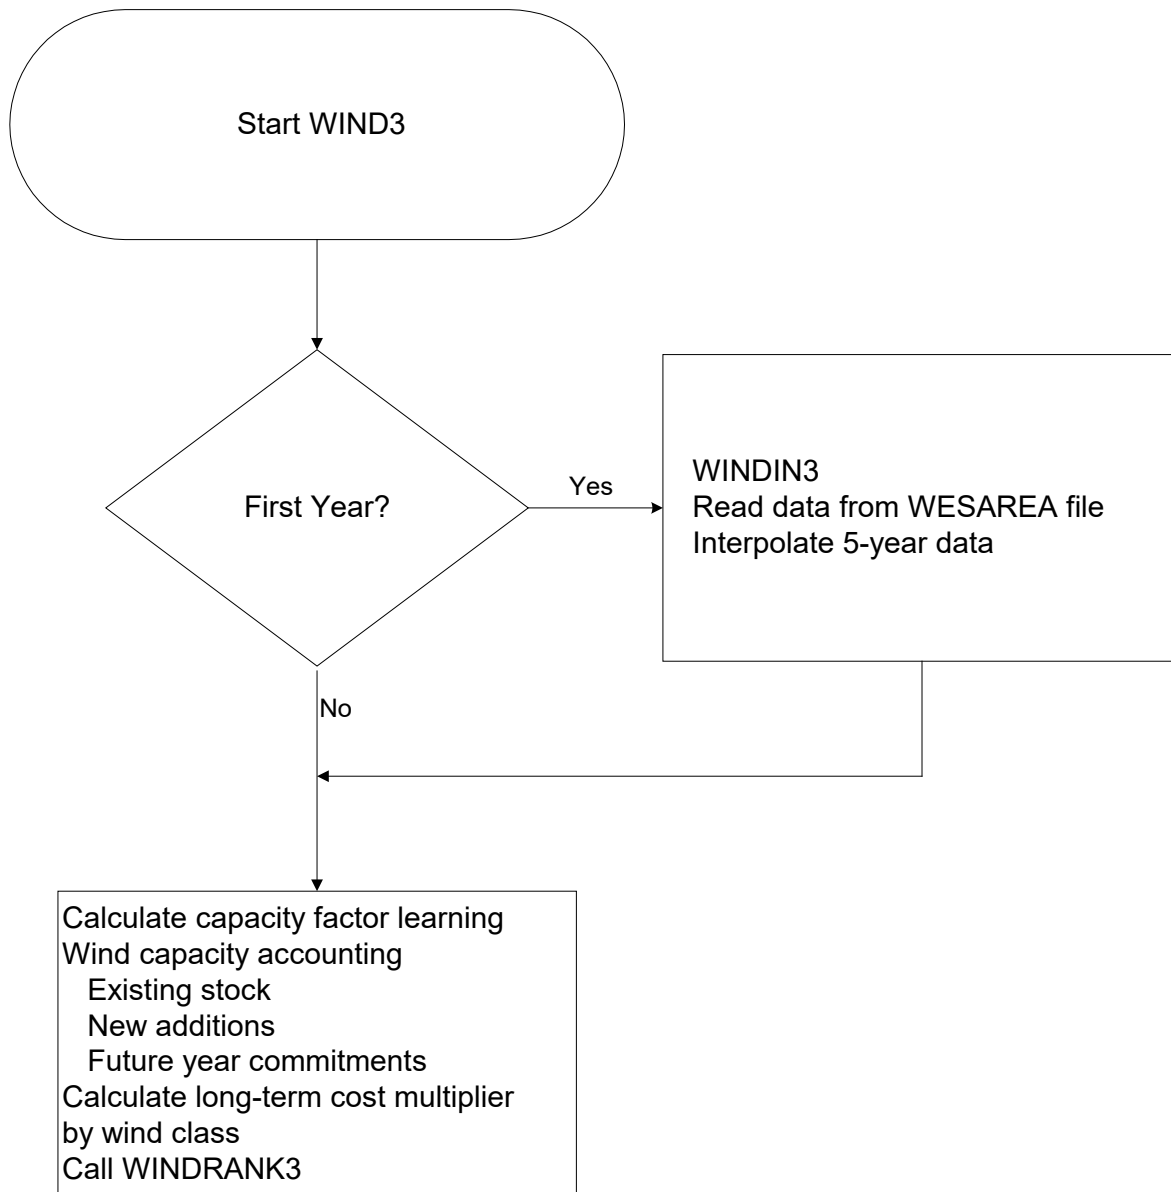 Start WIND3
First Year?
Yes
WINDIN3
Read data from WESAREA file
Interpolate 5-year data
No
Calculate capacity factor learning
Wind capacity accounting
Existing stock
New additions
Future year commitments
Calculate long-term cost multiplier
by wind class
Call WINDRANK3